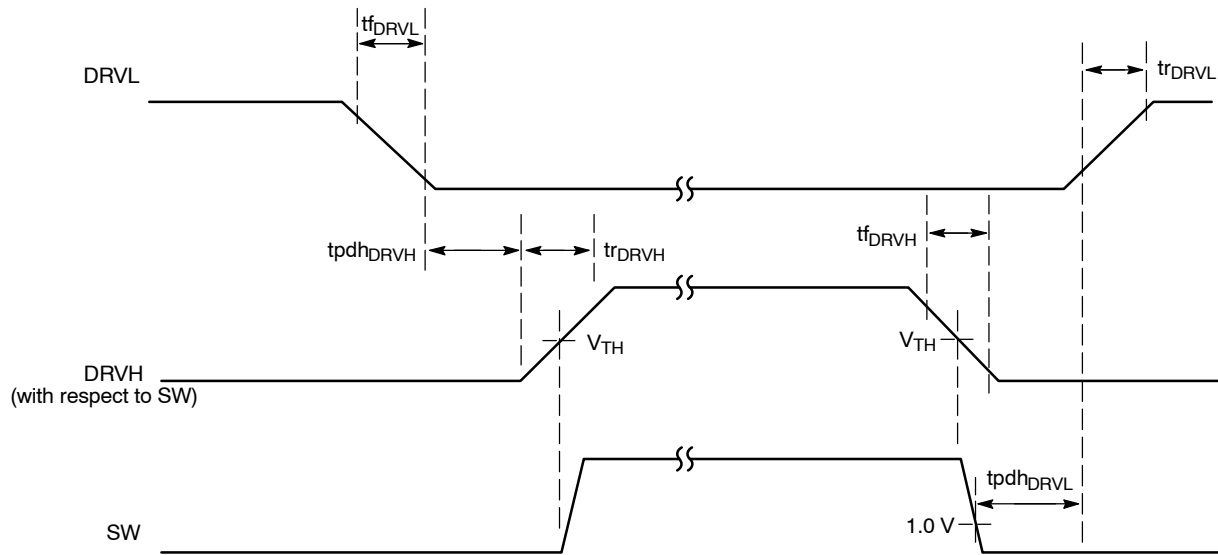 tfDRVL
DRVL
trDRVL
tpdhDRVH
trDRVH
tfDRVH
VTH
VTH
DRVH
(with respect to SW)
tpdhDRVL
1.0 V
SW